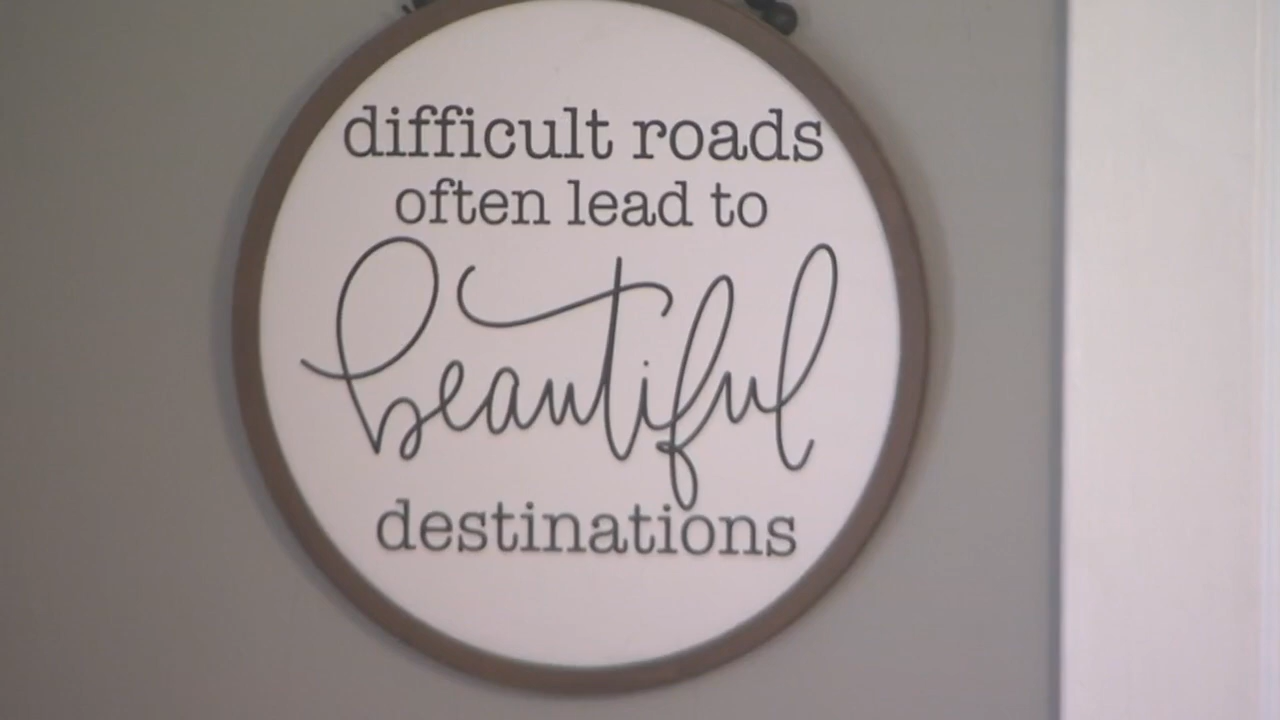 difficult roads
often lead to
beautiful
destinations